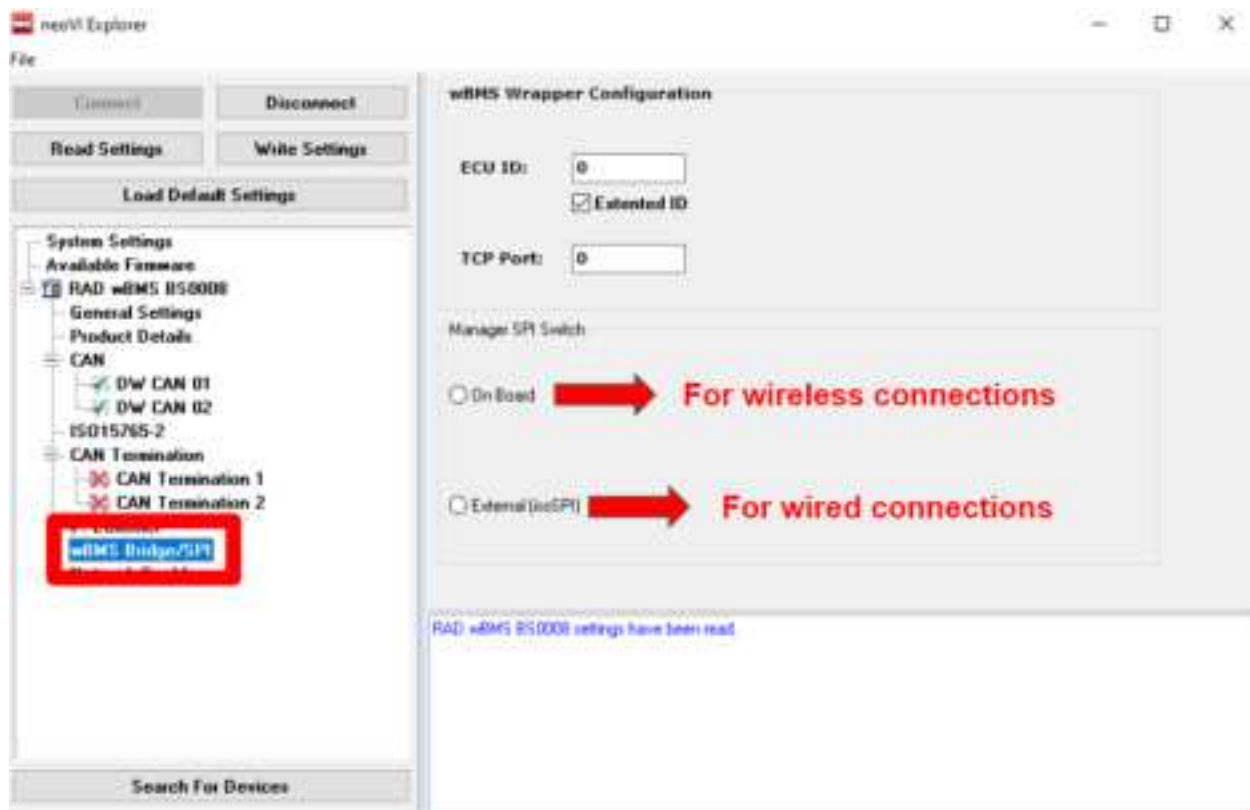 neoVI Explorer
File
Connect
Disconnect
Read Settings
Write Settings
Load Default Settings
System Settings
Available Firmware
RAD wBMS BS0008
General Settings
Product Details
CAN
DW CAN 01
DW CAN 02
ISO15765-2
CAN Termination
CAN Termination 1
CAN Termination 2
wBMS Bridge/SPI
Search For Devices
wBMS Wrapper Configuration
ECU ID:
0
Extented ID
TCP Port:
0
Manager SPI Switch
On Board
For wireless connections
External(isoSPI)
For wired connections
RAD wBMS BS0008 settings have been read.